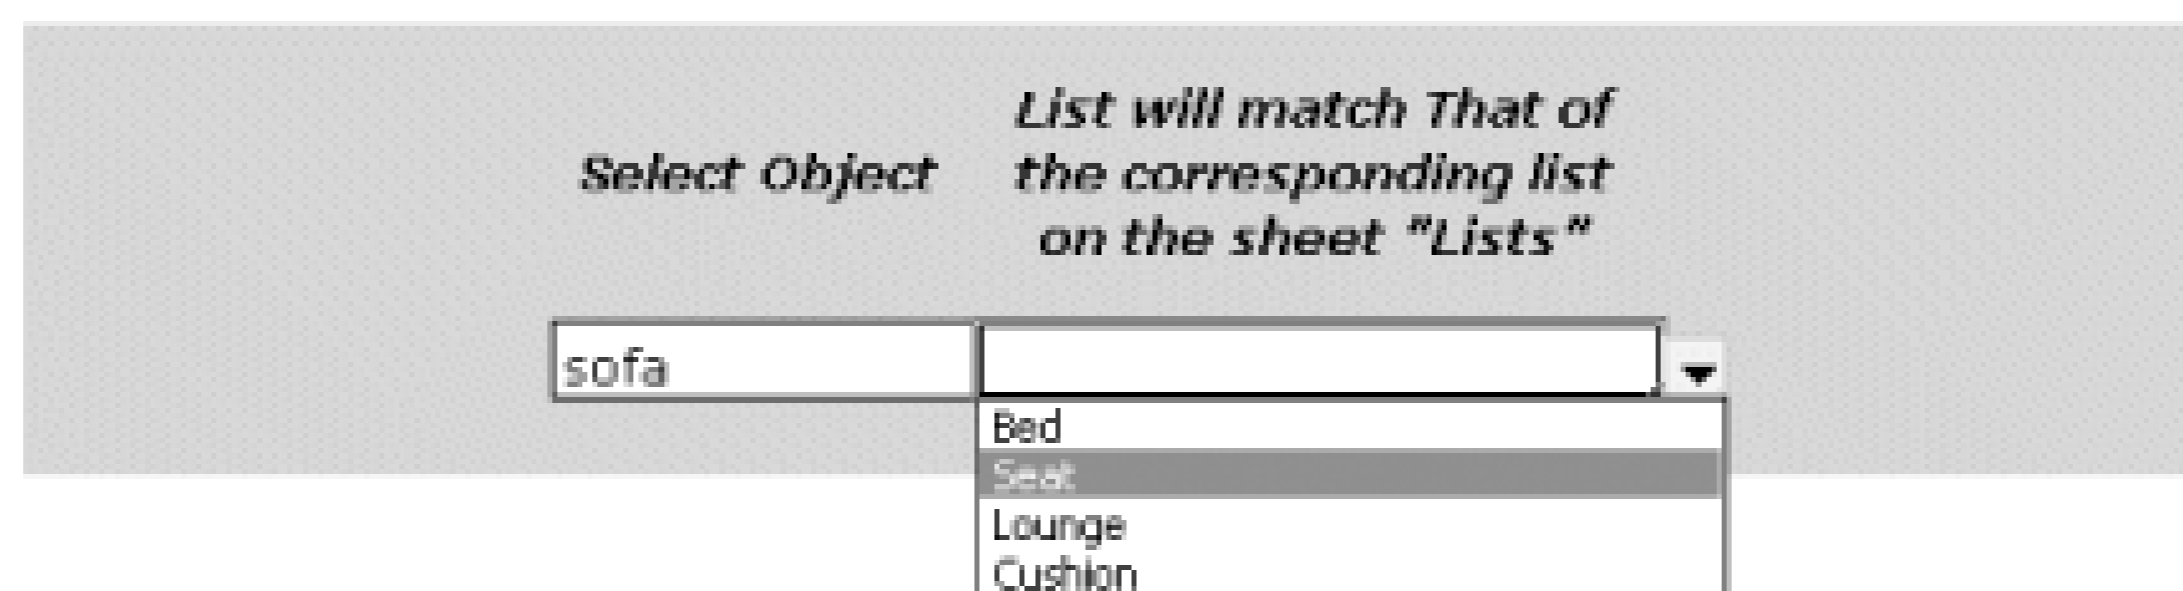 List will match That of
Select Object
the corresponding list
on the sheet "Lists"
sofa
Bed
Seat
Lounge
Cushion